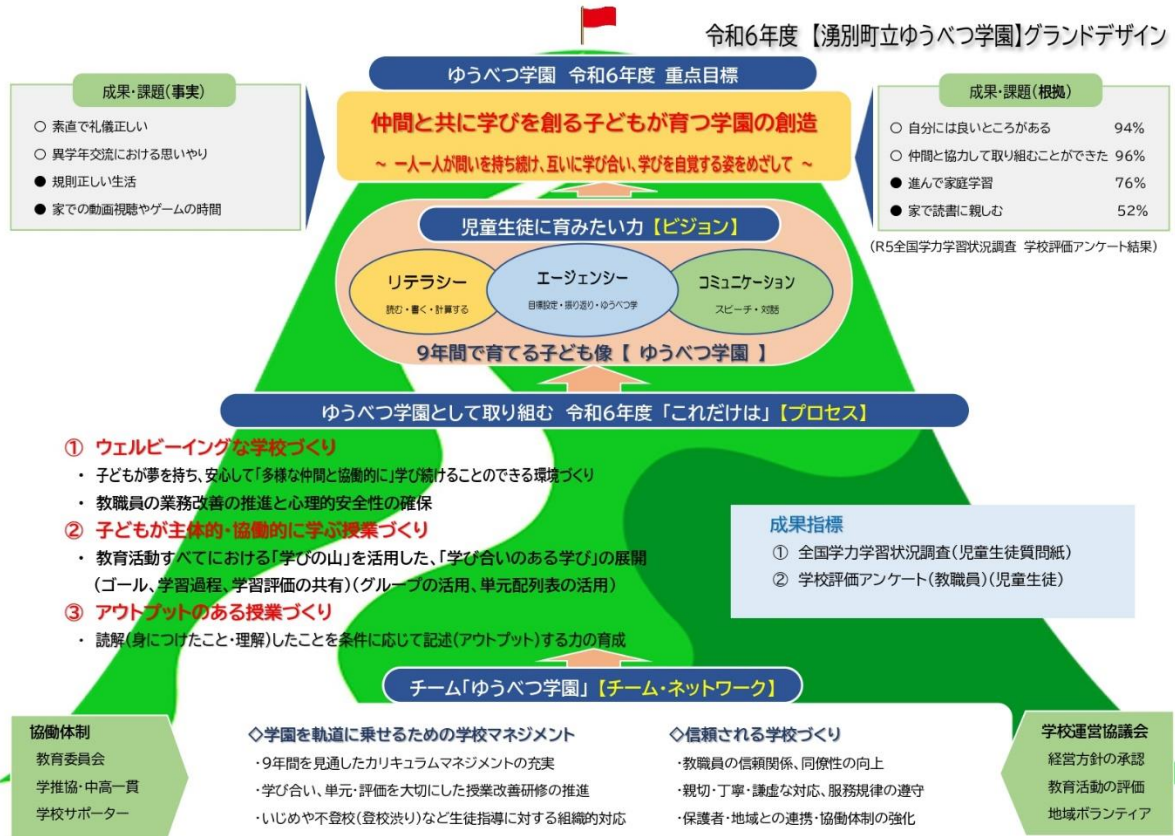 令和6年度 【湧別町立ゆうべつ学園】グランドデザイン
ゆうべつ学園 令和6年度 重点目標
仲間と共に学びを創る子どもが育つ学園の創造
~ 一人一人が問いを持ち続け、互いに学び合い、学びを自覚する姿をめざして ~
成果・課題(事実)
○ 素直で礼儀正しい
○ 異学年交流における思いやり
● 規則正しい生活
● 家での動画視聴やゲームの時間
成果・課題(根拠)
○ 自分には良いところがある 94%
○ 仲間と協力して取り組むことができた 96%
● 進んで家庭学習 76%
● 家で読書に親しむ 52%
(R5全国学力学習状況調査 学校評価アンケート結果)
児童生徒に育みたい力【ビジョン】
リテラシー
読む・書く・計算する
エージェンシー
目標設定・振り返り・ゆうべつ学
コミュニケーション
スピーチ・対話
9年間で育てる子ども像【 ゆうべつ学園 】
ゆうべつ学園として取り組む 令和6年度「これだけは」【プロセス】
① ウェルビーイングな学校づくり
・ 子どもが夢を持ち、安心して「多様な仲間と協働的に」学び続けることのできる環境づくり
・ 教職員の業務改善の推進と心理的安全性の確保
② 子どもが主体的・協働的に学ぶ授業づくり
・ 教育活動すべてにおける「学びの山」を活用した、「学び合いのある学び」の展開
(ゴール、学習過程、学習評価の共有)(グループの活用、単元配列表の活用)
③ アウトプットのある授業づくり
・ 読解(身につけたこと・理解)したことを条件に応じて記述(アウトプット)する力の育成
成果指標
① 全国学力学習状況調査(児童生徒質問紙)
② 学校評価アンケート(教職員)(児童生徒)
チーム「ゆうべつ学園」【チーム・ネットワーク】
協働体制
教育委員会
学推協・中高一貫
学校サポーター
◇学園を軌道に乗せるための学校マネジメント
・9年間を見通したカリキュラムマネジメントの充実
・学び合い、単元・評価を大切にした授業改善研修の推進
・いじめや不登校(登校渋り)など生徒指導に対する組織的対応
◇信頼される学校づくり
・教職員の信頼関係、同僚性の向上
・親切・丁寧・謙虚な対応、服務規律の遵守
・保護者・地域との連携・協働体制の強化
学校運営協議会
経営方針の承認
教育活動の評価
地域ボランティア